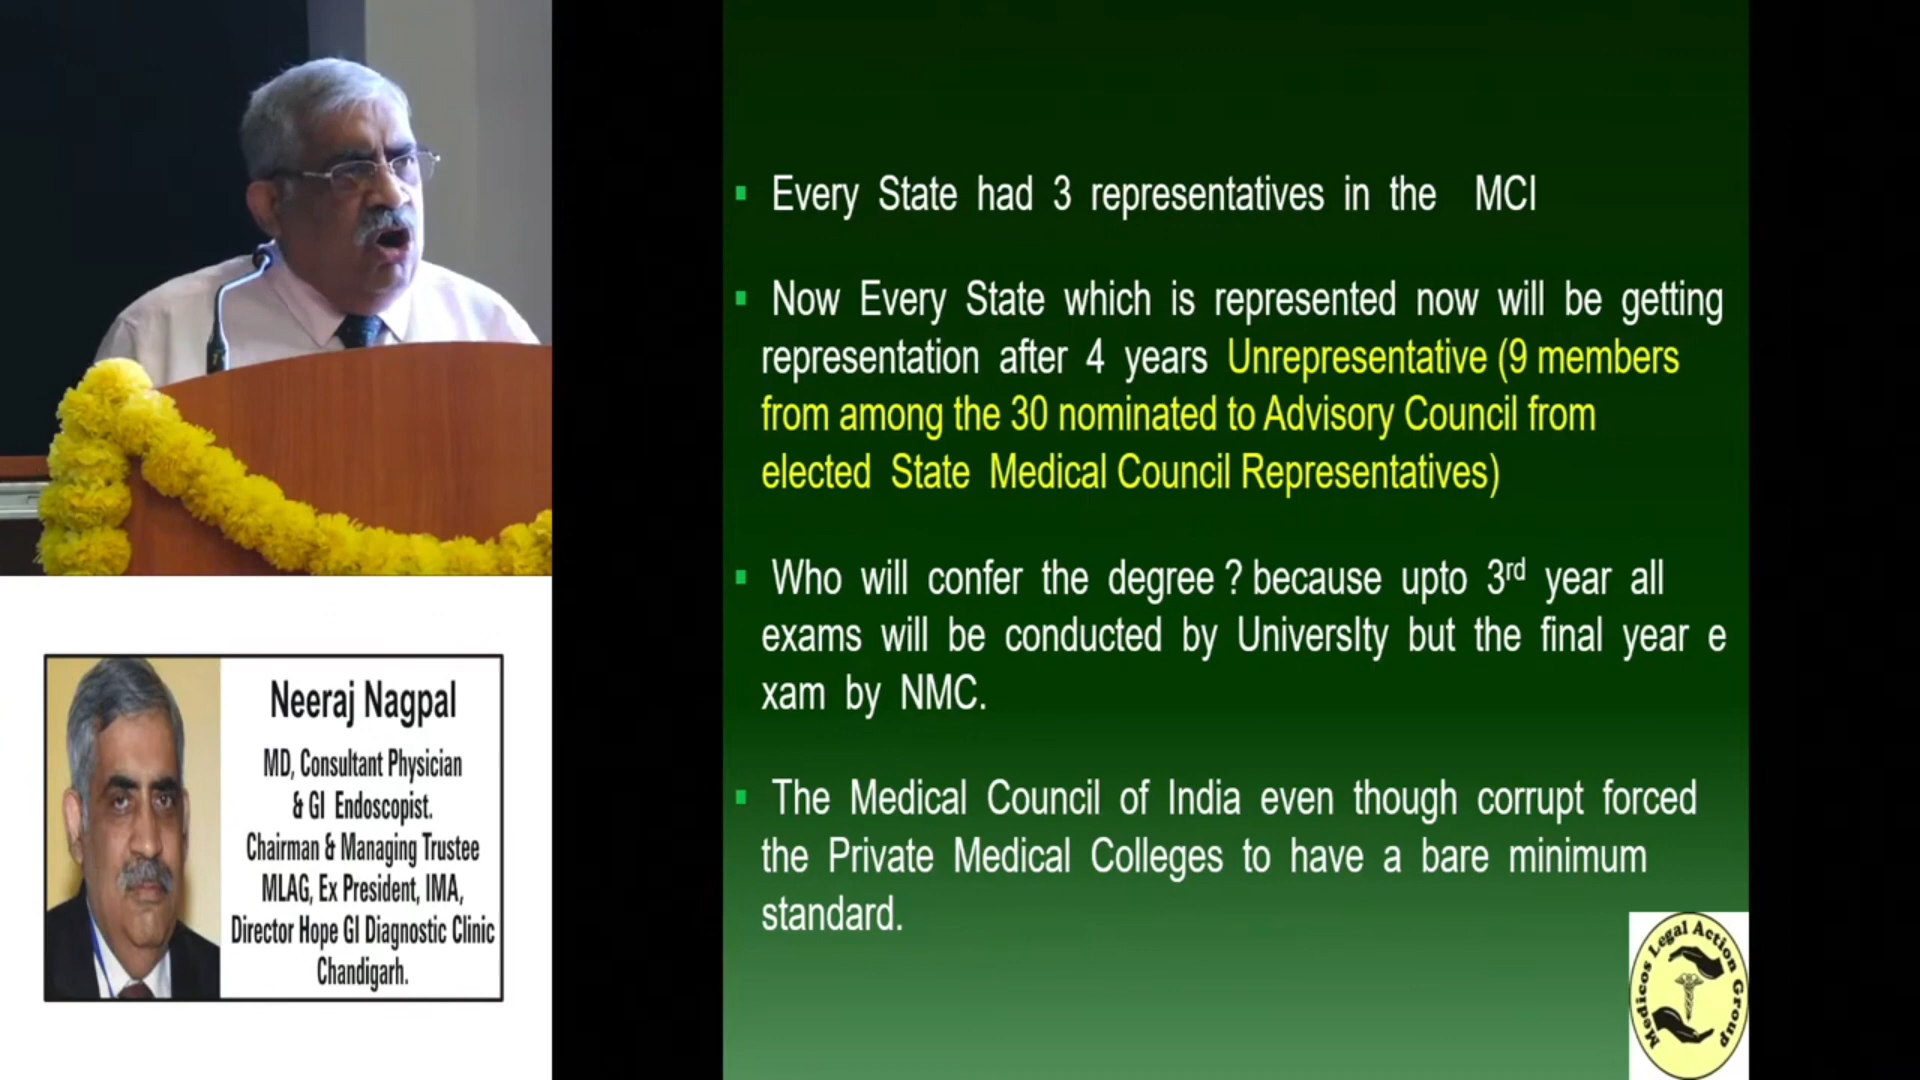 Every State had 3 representatives in the MCI
Now Every State which is represented now will be getting
representation after 4 years Unrepresentative (9 members
from among the 30 nominated to Advisory Council from
elected State Medical Council Representatives)
Who will confer the degree ? because upto 3rd year all
exams will be conducted by UniversIty but the final year e
xam by NMC.
The Medical Council of India even though corrupt forced
the Private Medical Colleges to have a bare minimum
standard.
Neeraj Nagpal
MD, Consultant Physician
& GI Endoscopist.
Chairman & Managing Trustee
MLAG, Ex President, IMA,
Director Hope GI Diagnostic Clinic
Chandigarh.
Medicos Legal Action Group